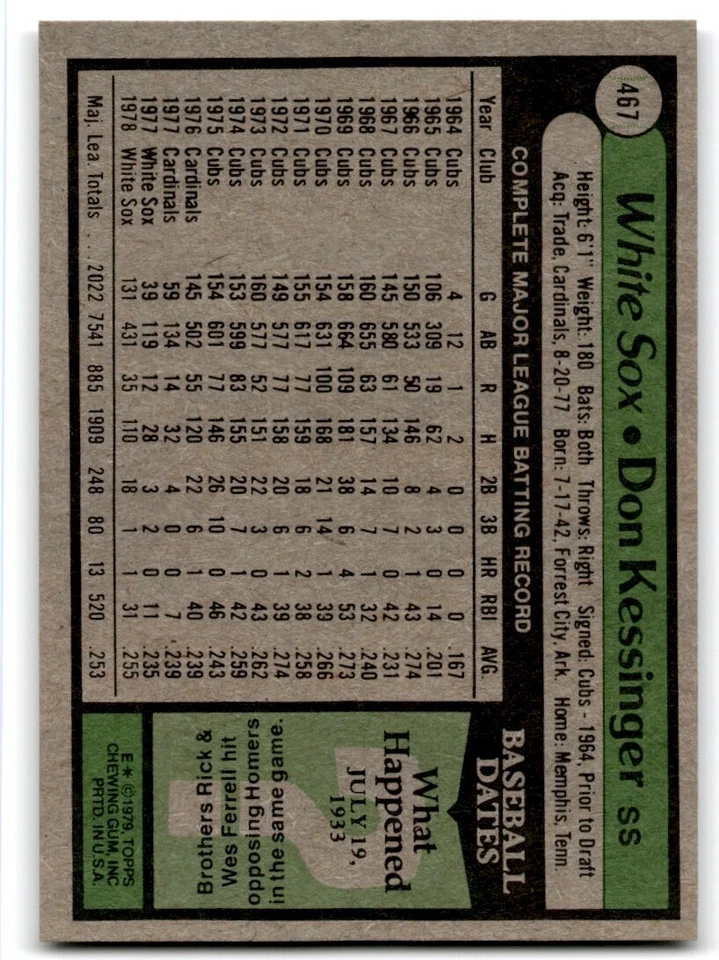 467
White Sox • Don Kessinger SS
Height: 6'1" Weight: 180 Bats: Both Throws: Right Signed: Cubs - 1964, Prior to Draft
Acq: Trade, Cardinals, 8-20-77 Born: 7-17-42, Forrest City, Ark. Home: Memphis, Tenn.
COMPLETE MAJOR LEAGUE BATTING RECORD
Year Club G AB R H 2B 3B HR RBI AVG.
1964 Cubs 4 12 1 2 0 0 0 0 .167
1965 Cubs 106 309 19 62 4 3 0 14 .201
1966 Cubs 150 533 50 146 8 2 1 43 .274
1967 Cubs 145 580 61 134 10 7 0 42 .231
1968 Cubs 160 655 63 157 14 7 1 32 .240
1969 Cubs 158 664 109 181 38 6 4 53 .273
1970 Cubs 154 631 100 168 21 14 1 39 .266
1971 Cubs 155 617 77 159 18 6 2 38 .258
1972 Cubs 149 577 77 158 20 6 1 39 .274
1973 Cubs 160 577 52 151 22 3 0 43 .262
1974 Cubs 153 599 83 155 20 7 1 42 .259
1975 Cubs 154 601 77 146 26 10 0 46 .243
1976 Cardinals 145 502 55 120 22 6 1 40 .239
1977 Cardinals 59 134 14 32 4 0 0 7 .239
1977 White Sox 39 119 12 28 3 2 0 11 .235
1978 White Sox 131 431 35 110 18 1 1 31 .255
Maj. Lea. Totals . . . 2022 7541 885 1909 248 80 13 520 .253
BASEBALL
DATES
What
Happened
JULY 19,
1933
Brothers Rick &
Wes Ferrell hit
opposing Homers
in the same game.
E* © 1979, TOPPS
CHEWING GUM, INC
PRTD. IN U.S.A.